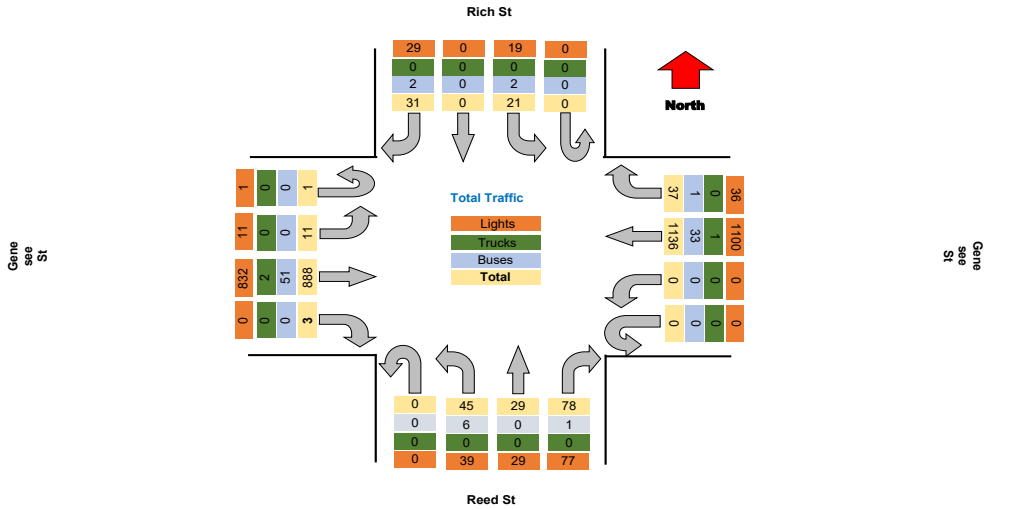 Rich St
29 0 19 0
0 0 0 0
2 0 2 0
31 0 21 0
North
1 0 0 1
11 0 0 11
832 2 51 888
0 0 0 3
Gene
see
St
Total Traffic
Lights
Trucks
Buses
Total
37 1 0 36
1136 33 1 1100
0 0 0 0
0 0 0 0
Gene
see
St
0 45 29 78
0 6 0 1
0 0 0 0
0 39 29 77
Reed St